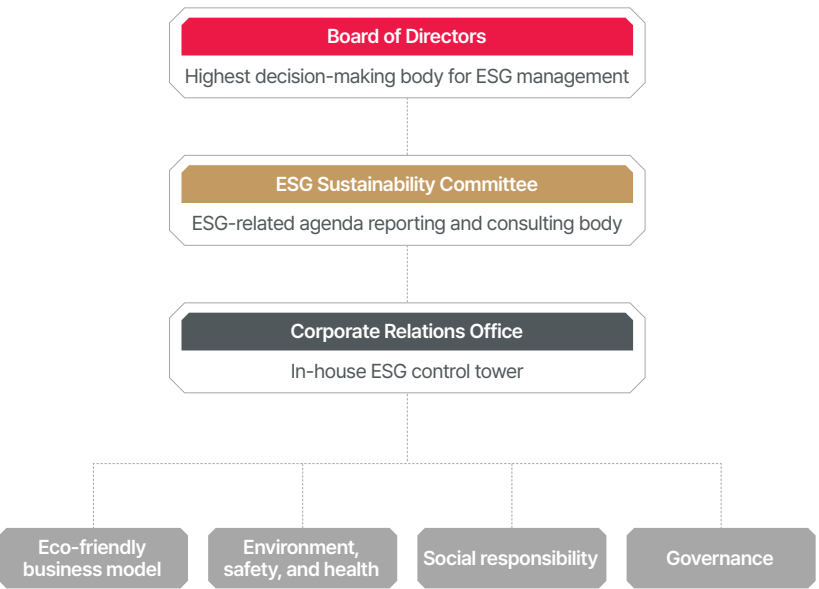 Board of Directors
Highest decision-making body for ESG management
ESG Sustainability Committee
ESG-related agenda reporting and consulting body
Corporate Relations Office
In-house ESG control tower
Eco-friendly
business model
Environment,
safety, and health
Social responsibility
Governance